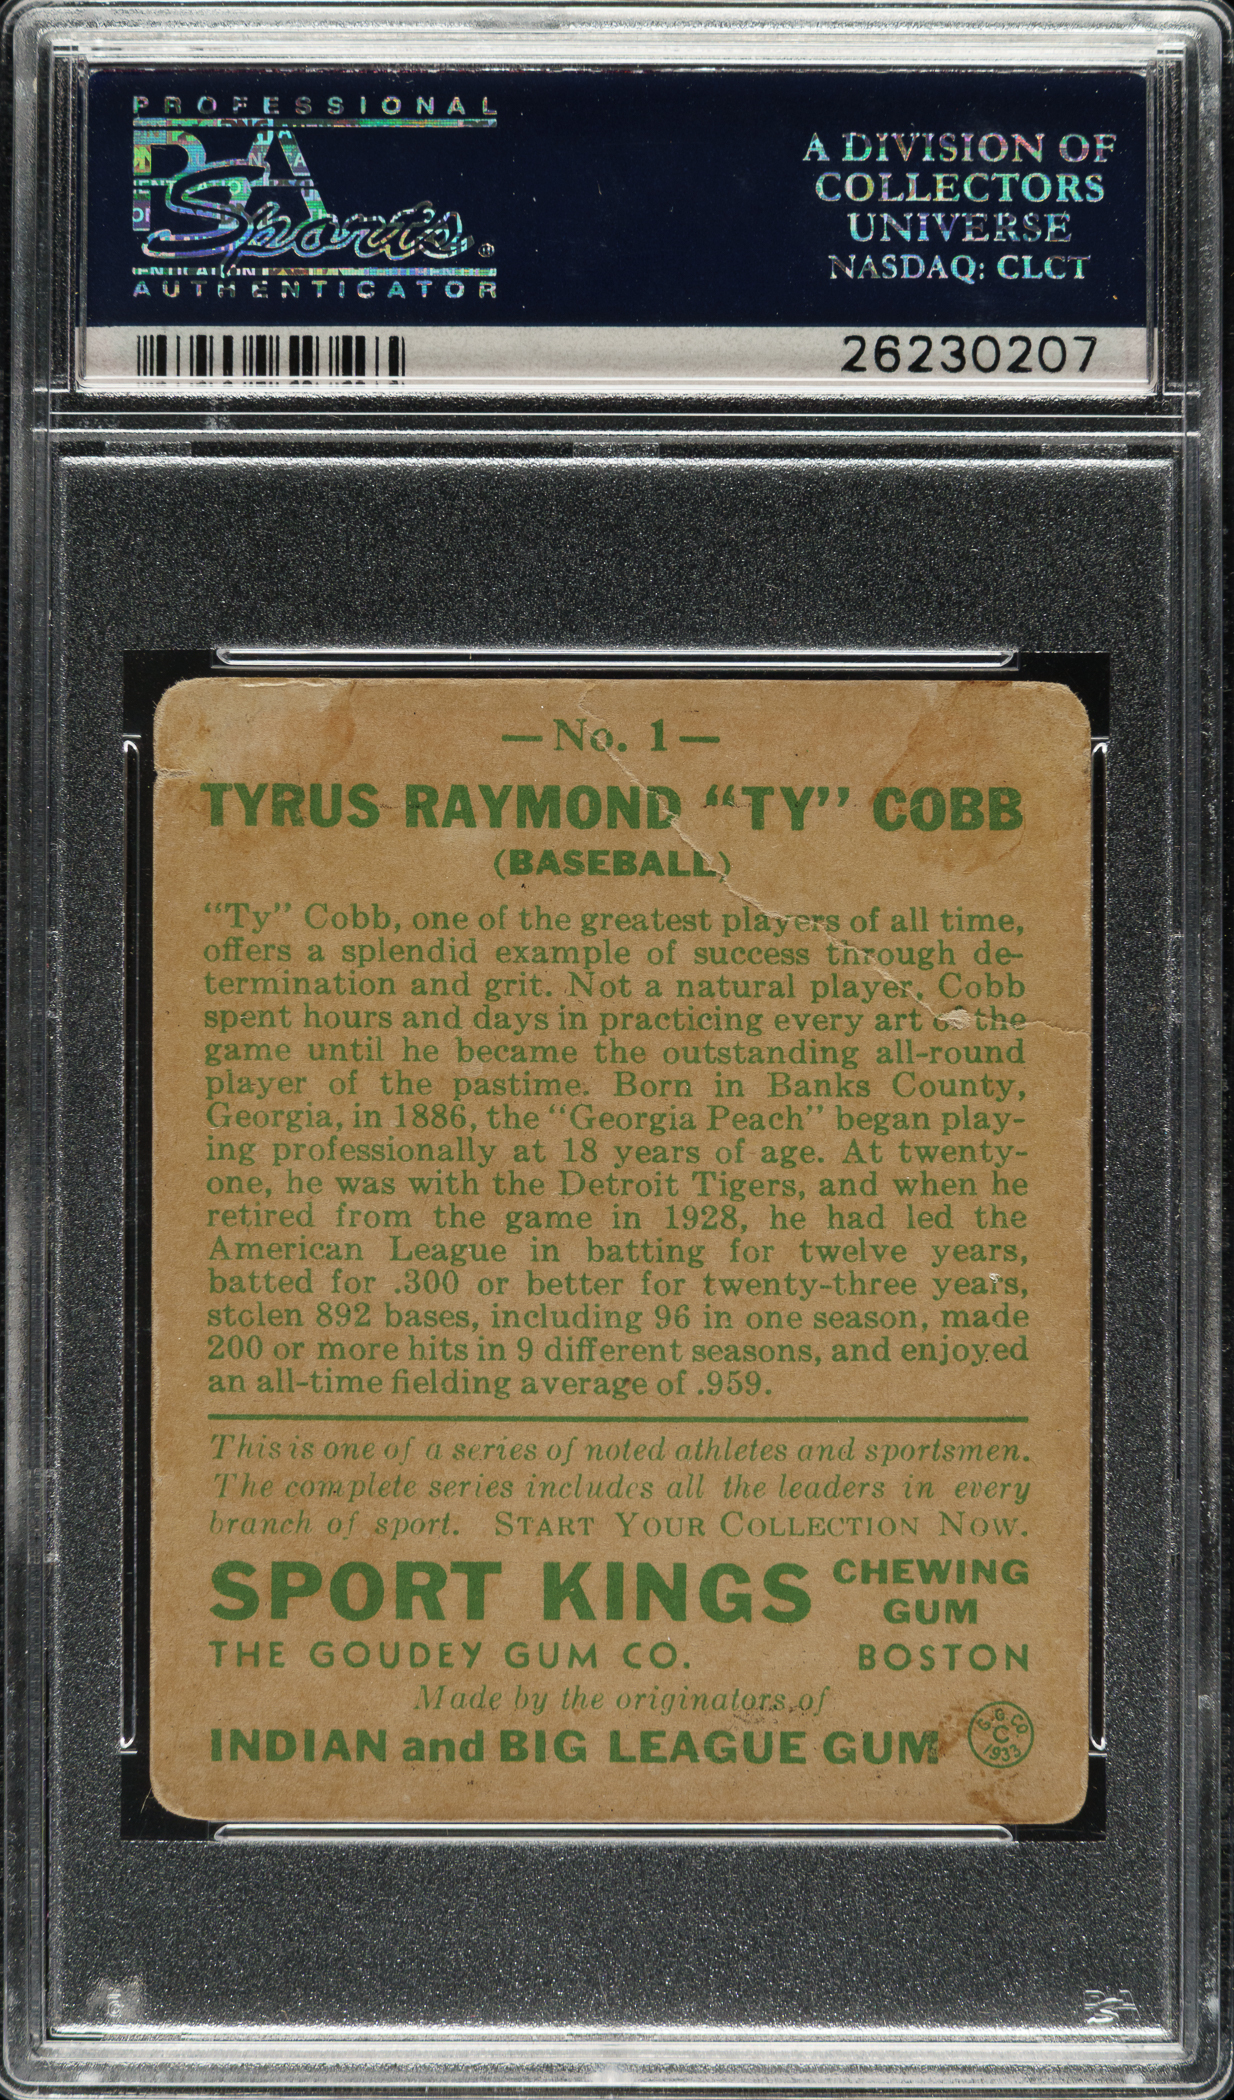 PROFESSIONAL
PSA
Sports®
AUTHENTICATOR
A DIVISION OF
COLLECTORS
UNIVERSE
NASDAQ: CLCT
26230207
— No. 1 —
TYRUS RAYMOND “TY” COBB
(BASEBALL)
“Ty” Cobb, one of the greatest players of all time,
offers a splendid example of success through de-
termination and grit. Not a natural player, Cobb
spent hours and days in practicing every art of the
game until he became the outstanding all-round
player of the pastime. Born in Banks County,
Georgia, in 1886, the “Georgia Peach” began play-
ing professionally at 18 years of age. At twenty-
one, he was with the Detroit Tigers, and when he
retired from the game in 1928, he had led the
American League in batting for twelve years,
batted for .300 or better for twenty-three years,
stolen 892 bases, including 96 in one season, made
200 or more hits in 9 different seasons, and enjoyed
an all-time fielding average of .959.
This is one of a series of noted athletes and sportsmen.
The complete series includes all the leaders in every
branch of sport. START YOUR COLLECTION NOW.
SPORT KINGS CHEWING GUM
THE GOUDEY GUM CO. BOSTON
Made by the originators of
INDIAN and BIG LEAGUE GUM
G.G.CO
C
1933
PSA